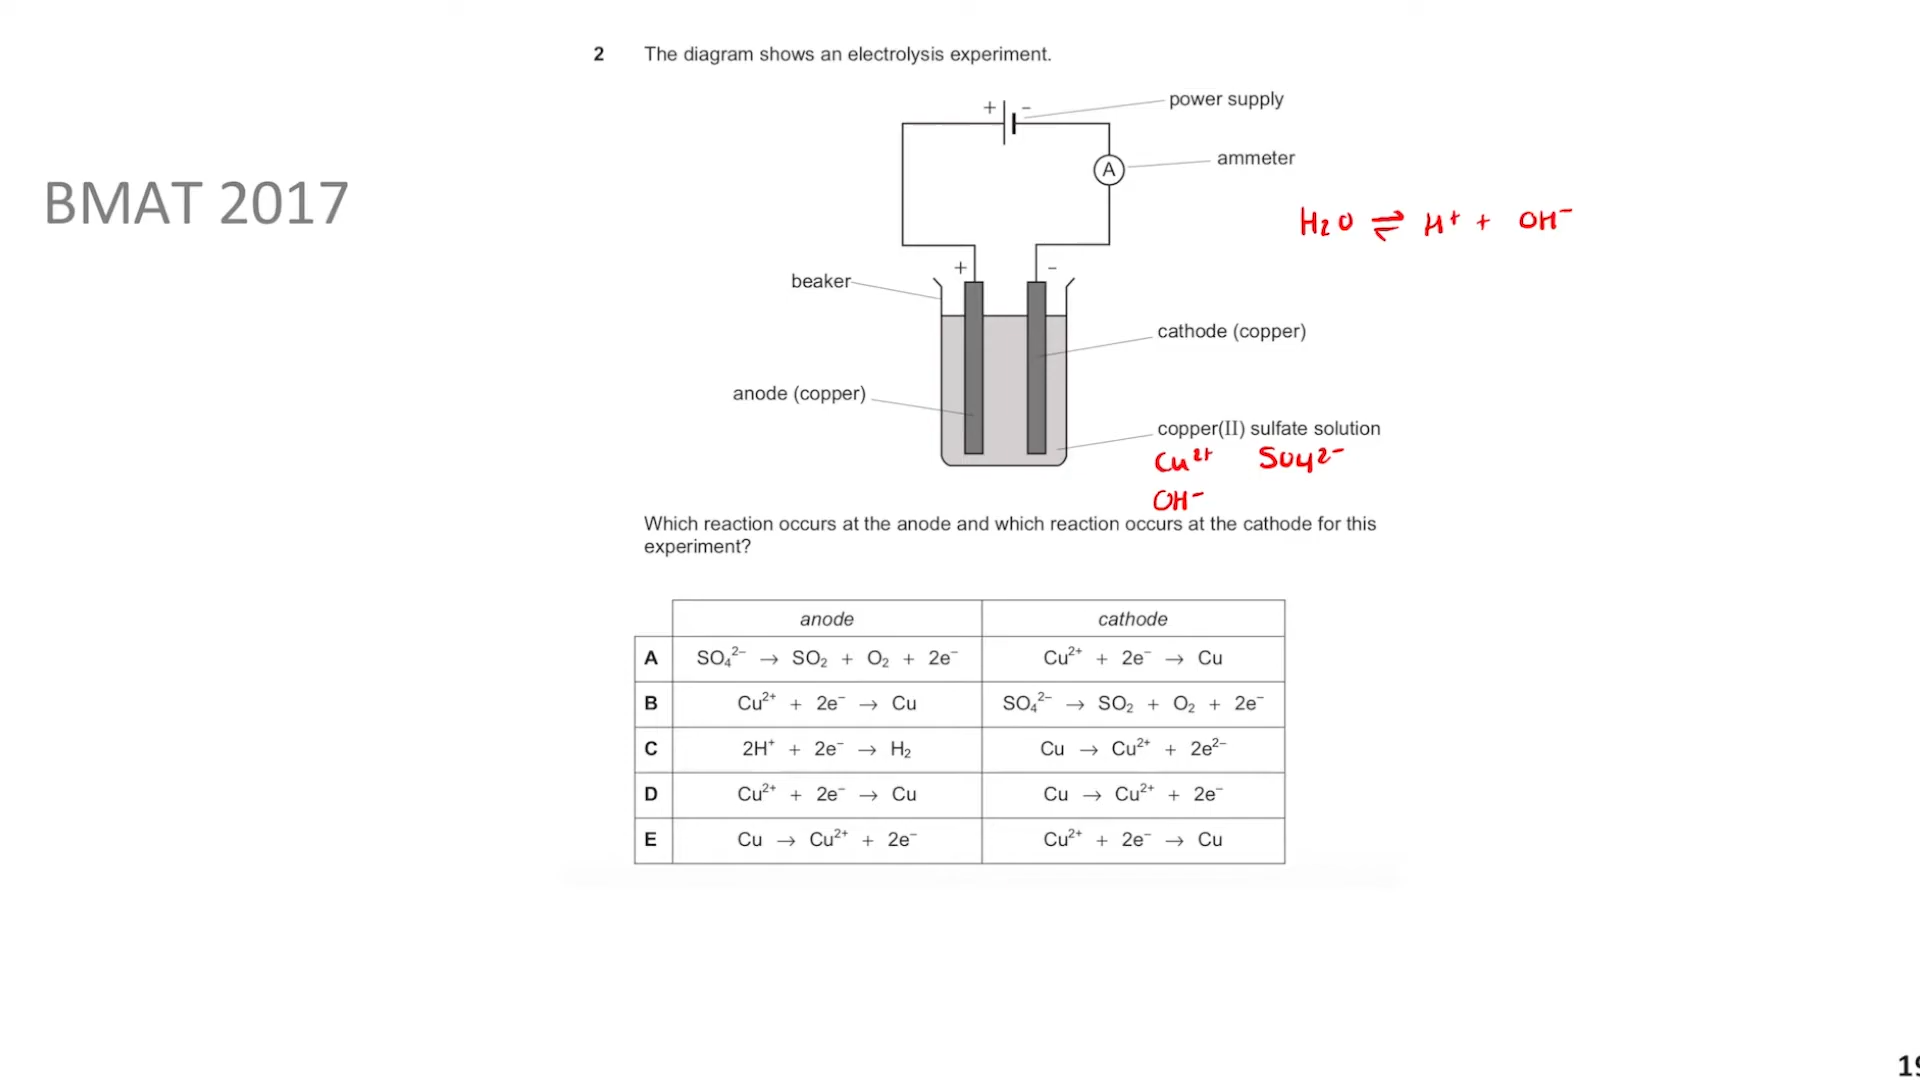 2 The diagram shows an electrolysis experiment.
+ −
power supply
A
ammeter
BMAT 2017
H₂O ⇌ H⁺ + OH⁻
+ −
beaker
cathode (copper)
anode (copper)
copper(II) sulfate solution
Cu²⁺ SO₄²⁻
OH⁻
Which reaction occurs at the anode and which reaction occurs at the cathode for this
experiment?
anode cathode
A SO₄²⁻ → SO₂ + O₂ + 2e⁻ Cu²⁺ + 2e⁻ → Cu
B Cu²⁺ + 2e⁻ → Cu SO₄²⁻ → SO₂ + O₂ + 2e⁻
C 2H⁺ + 2e⁻ → H₂ Cu → Cu²⁺ + 2e²⁻
D Cu²⁺ + 2e⁻ → Cu Cu → Cu²⁺ + 2e⁻
E Cu → Cu²⁺ + 2e⁻ Cu²⁺ + 2e⁻ → Cu